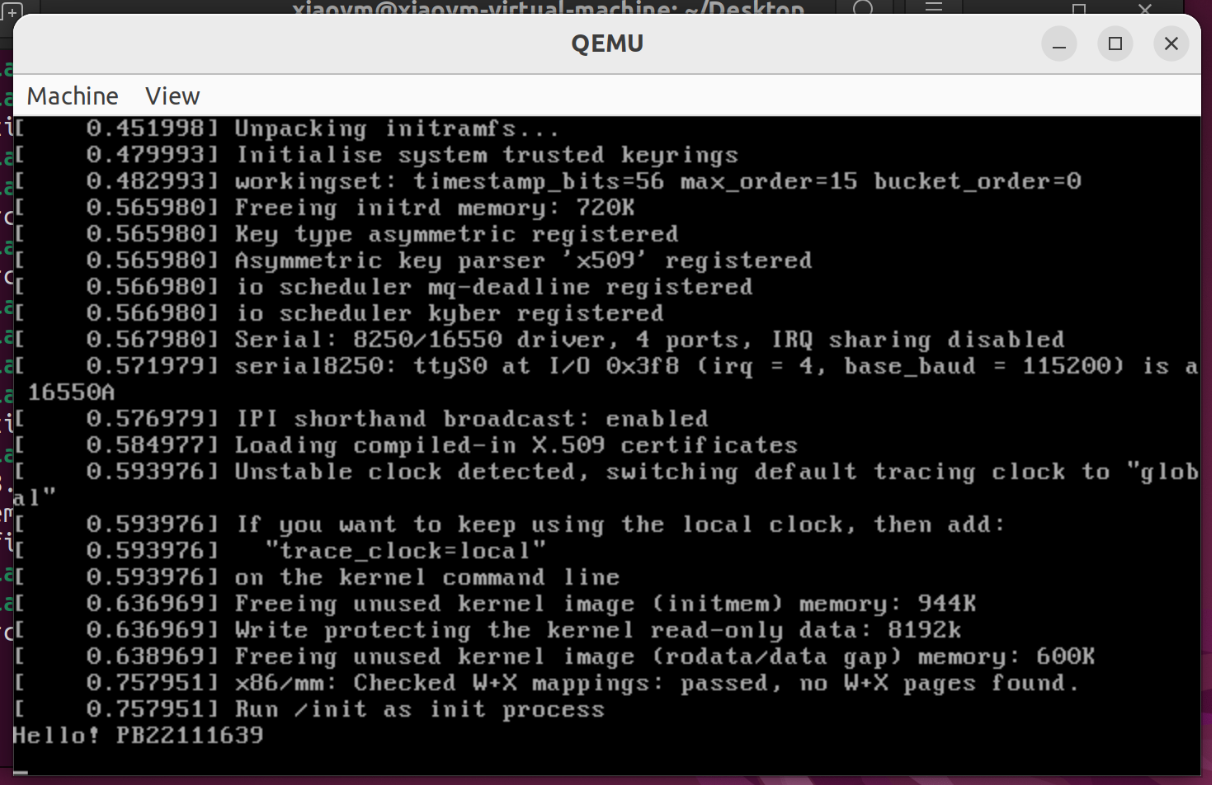 xiaovm@xiaovm-virtual-machine: ~/Desktop
QEMU
Machine View
[    0.451998] Unpacking initramfs...
[    0.479993] Initialise system trusted keyrings
[    0.482993] workingset: timestamp_bits=56 max_order=15 bucket_order=0
[    0.565980] Freeing initrd memory: 720K
[    0.565980] Key type asymmetric registered
[    0.565980] Asymmetric key parser 'x509' registered
[    0.566980] io scheduler mq-deadline registered
[    0.566980] io scheduler kyber registered
[    0.567980] Serial: 8250/16550 driver, 4 ports, IRQ sharing disabled
[    0.571979] serial8250: ttyS0 at I/O 0x3f8 (irq = 4, base_baud = 115200) is a
 16550A
[    0.576979] IPI shorthand broadcast: enabled
[    0.584977] Loading compiled-in X.509 certificates
[    0.593976] Unstable clock detected, switching default tracing clock to "glob
al"
[    0.593976] If you want to keep using the local clock, then add:
[    0.593976]   "trace_clock=local"
[    0.593976] on the kernel command line
[    0.636969] Freeing unused kernel image (initmem) memory: 944K
[    0.636969] Write protecting the kernel read-only data: 8192k
[    0.638969] Freeing unused kernel image (rodata/data gap) memory: 600K
[    0.757951] x86/mm: Checked W+X mappings: passed, no W+X pages found.
[    0.757951] Run /init as init process
Hello! PB22111639